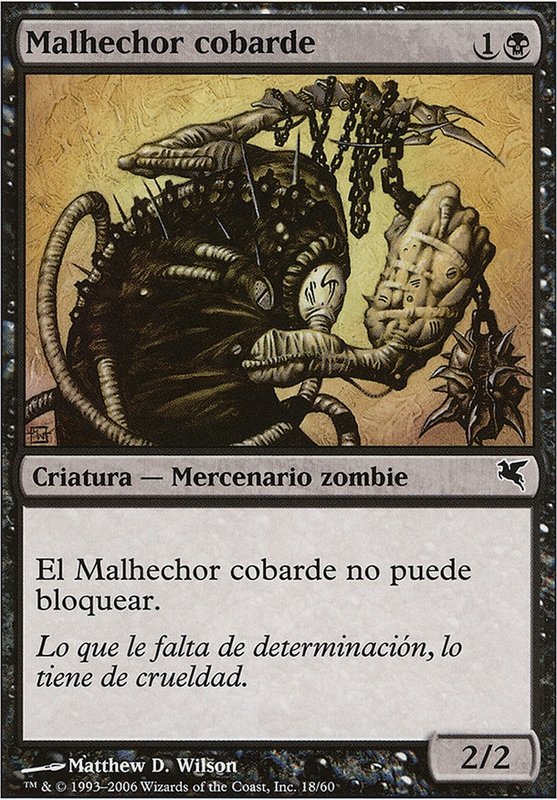 Malhechor cobarde 1
Criatura — Mercenario zombie
El Malhechor cobarde no puede
bloquear.
Lo que le falta de determinación, lo
tiene de crueldad.
2/2
Matthew D. Wilson
™ & © 1993–2006 Wizards of the Coast, Inc. 18/60